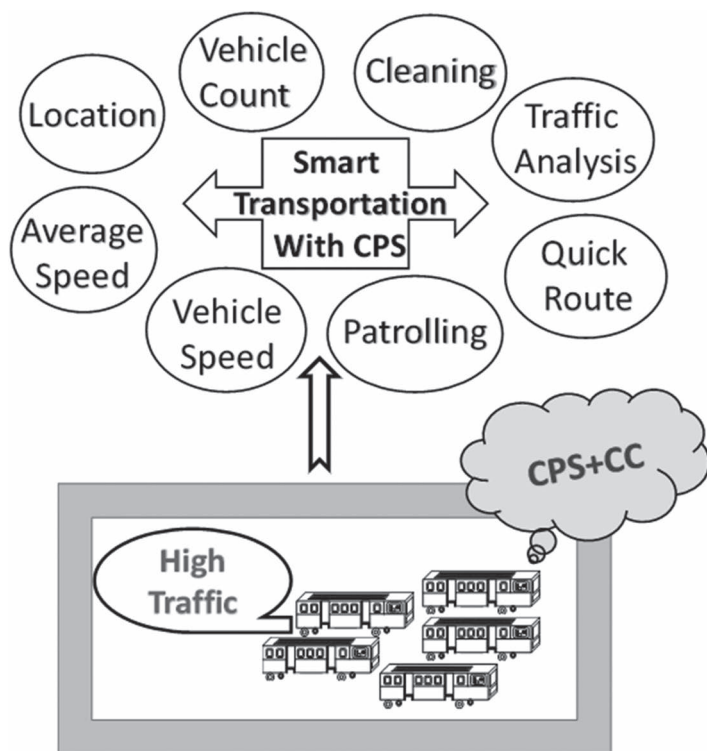 Vehicle
Count
Cleaning
Location
Traffic
Analysis
Smart
Transportation
With CPS
Average
Speed
Quick
Route
Vehicle
Speed
Patrolling
CPS+CC
High
Traffic